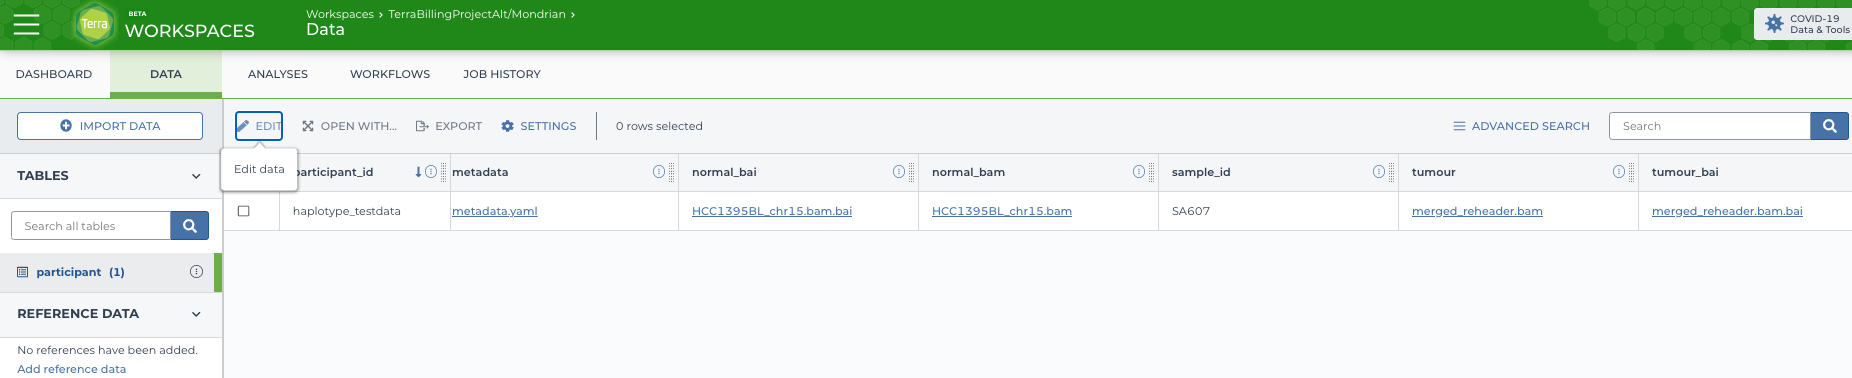 Terra
BETA
WORKSPACES
Workspaces › TerraBillingProjectAlt/Mondrian ›
Data
COVID-19
Data & Tools
DASHBOARD DATA ANALYSES WORKFLOWS JOB HISTORY
IMPORT DATA
EDIT OPEN WITH... EXPORT SETTINGS 0 rows selected ADVANCED SEARCH Search
Edit data
TABLES
participant_id metadata normal_bai normal_bam sample_id tumour tumour_bai
haplotype_testdata metadata.yaml HCC1395BL_chr15.bam.bai HCC1395BL_chr15.bam SA607 merged_reheader.bam merged_reheader.bam.bai
Search all tables
participant (1)
REFERENCE DATA
No references have been added.
Add reference data